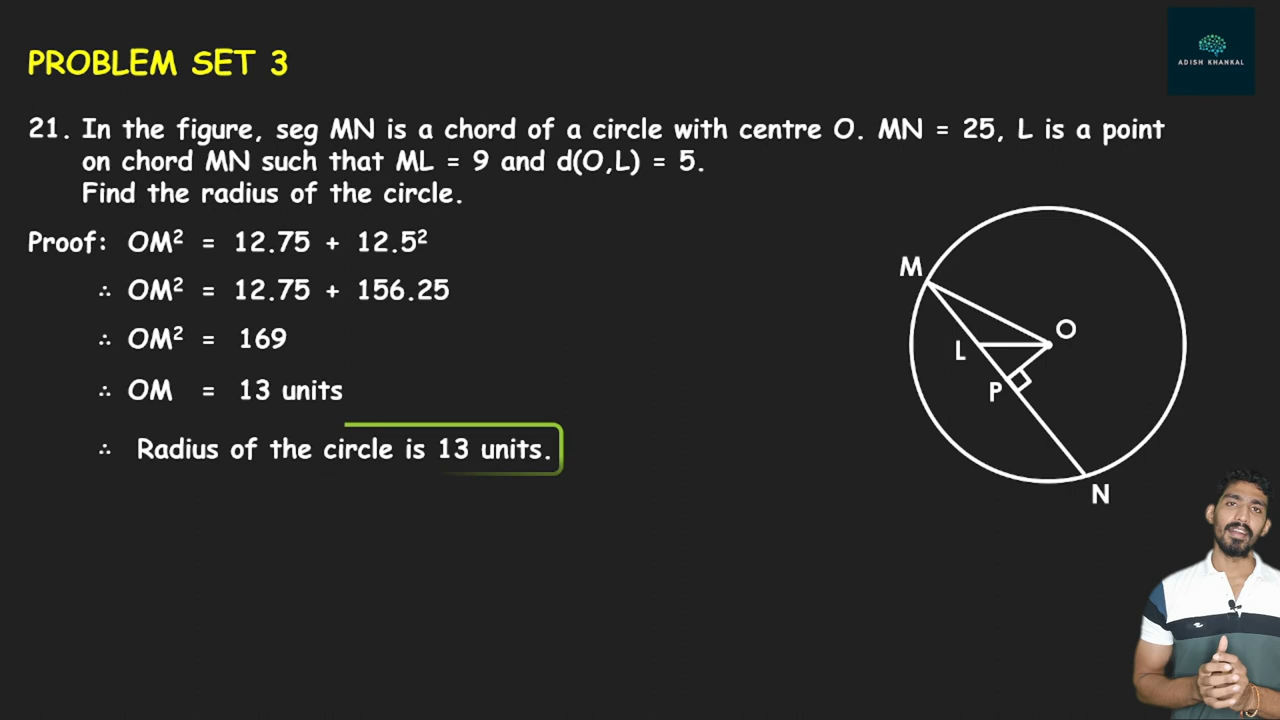 ADISH KHANKAL
PROBLEM SET 3
21. In the figure, seg MN is a chord of a circle with centre O. MN = 25, L is a point
on chord MN such that ML = 9 and d(O,L) = 5.
Find the radius of the circle.
Proof: OM² = 12.75 + 12.5²
∴ OM² = 12.75 + 156.25
∴ OM² = 169
∴ OM = 13 units
∴ Radius of the circle is 13 units.
M
O
L
P
N